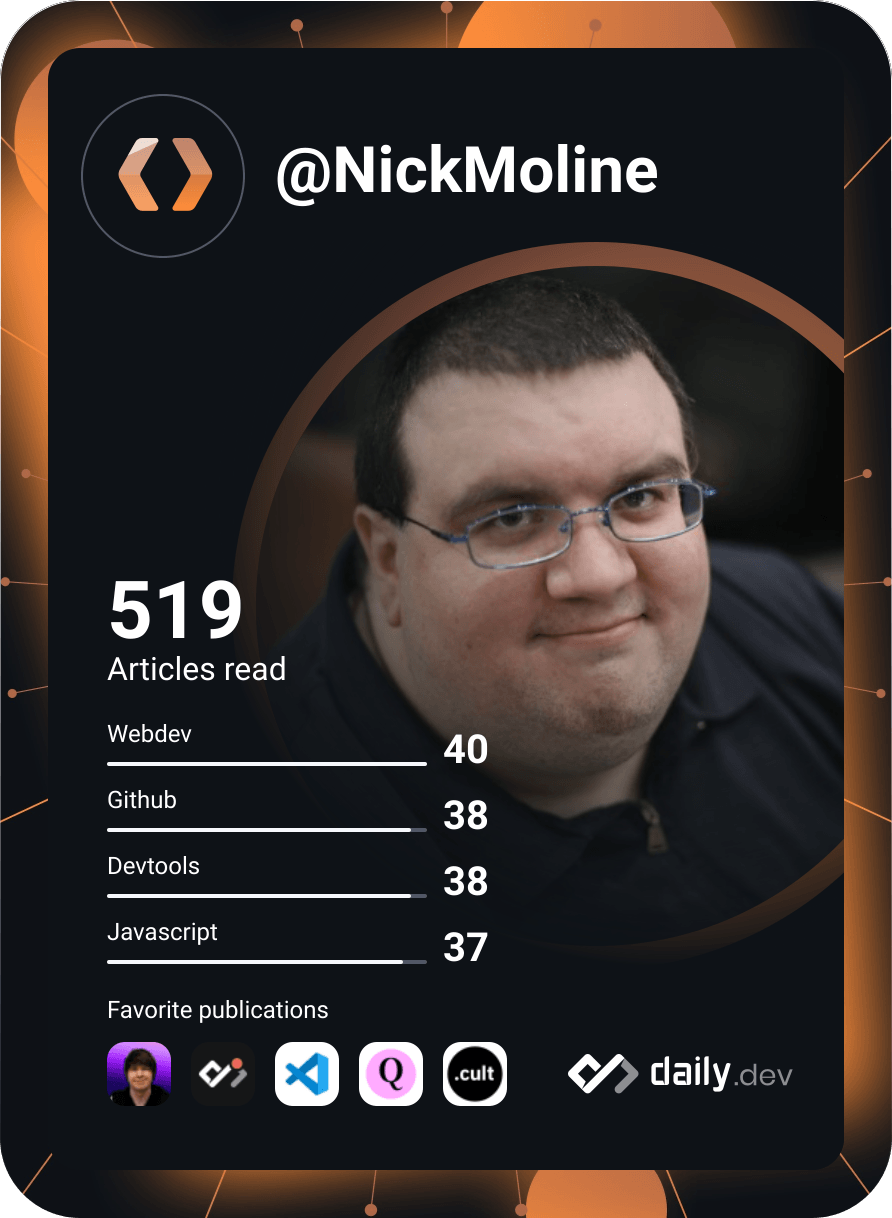 @NickMoline
519
Articles read
Webdev
40
Github
38
Devtools
38
Javascript
37
Favorite publications
Q
.cult
daily.dev